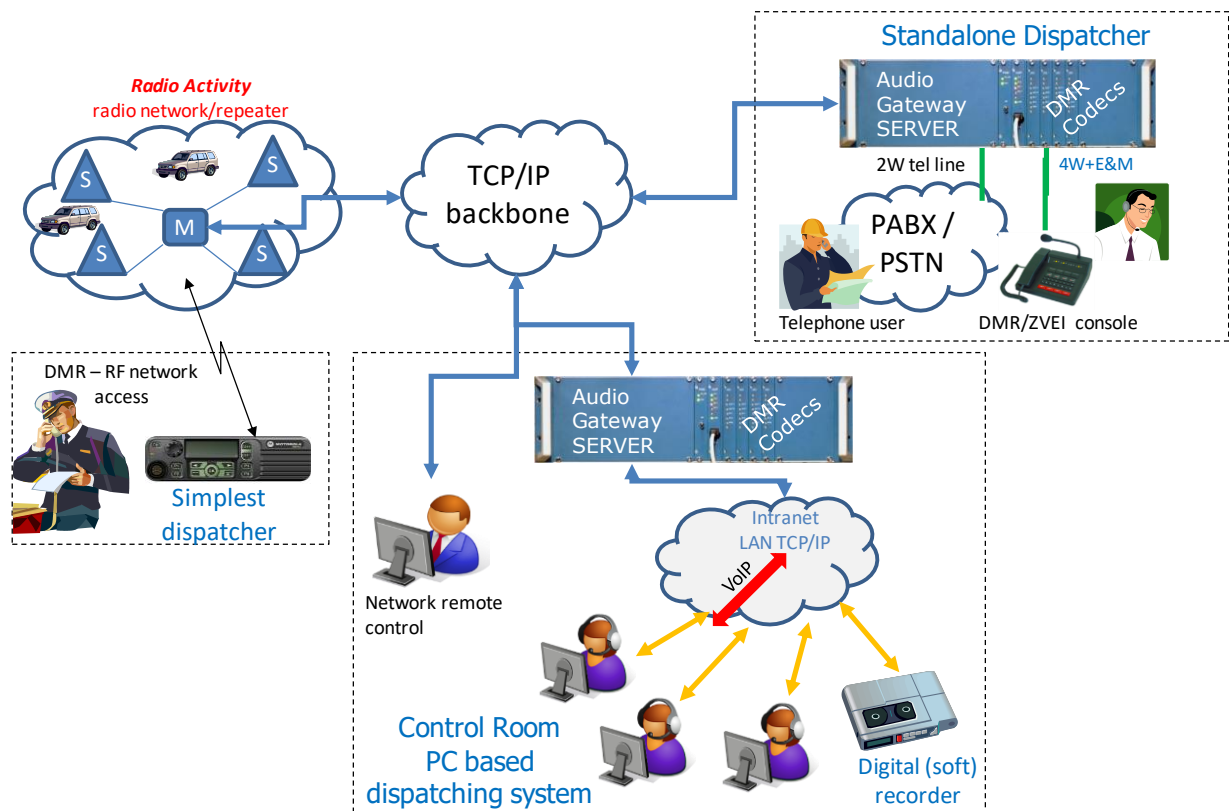 Standalone Dispatcher
Audio
Gateway
SERVER
DMR
Codecs
2W tel line
4W+E&M
PABX /
PSTN
Telephone user
DMR/ZVEI console
Radio Activity
radio network/repeater
S
S
S
M
S
TCP/IP
backbone
DMR – RF network
access
MOTOROLA
Simplest
dispatcher
Audio
Gateway
SERVER
DMR
Codecs
Intranet
LAN TCP/IP
VoIP
Network remote
control
Control Room
PC based
dispatching system
Digital (soft)
recorder